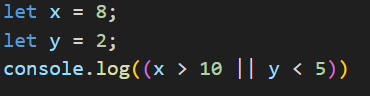 let x = 8;
let y = 2;
console.log((x > 10 || y < 5))